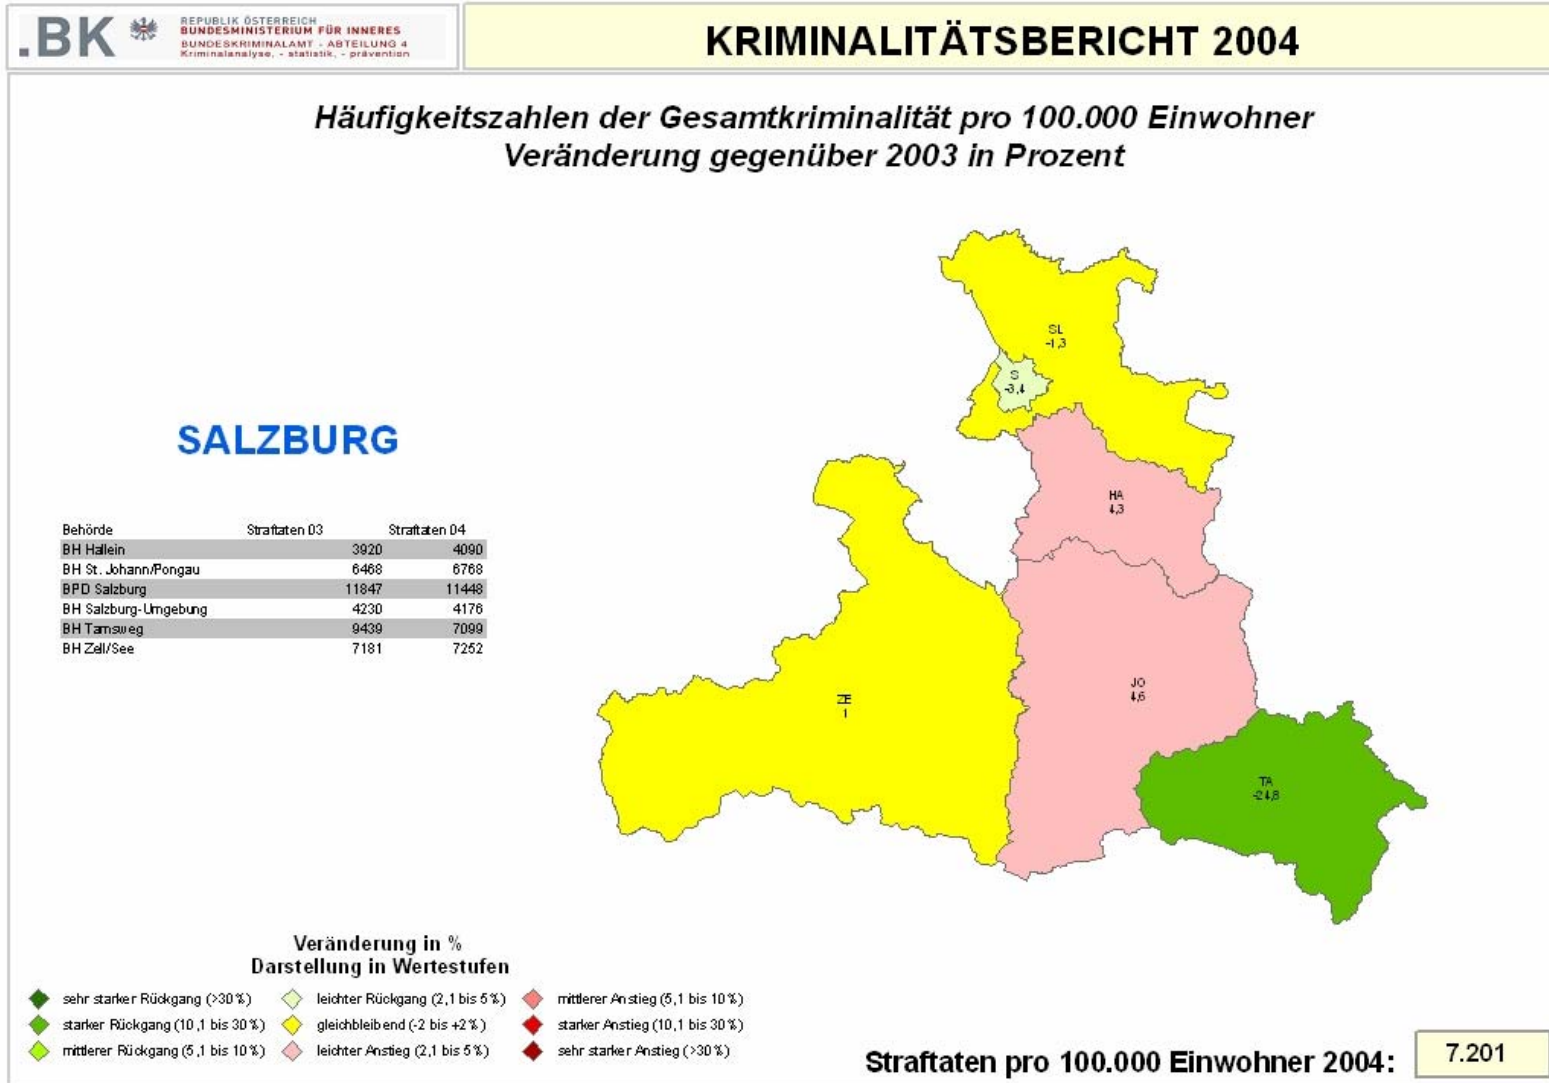 .BK
REPUBLIK ÖSTERREICH
BUNDESMINISTERIUM FÜR INNERES
BUNDESKRIMINALAMT - ABTEILUNG 4
Kriminalanalyse, - statistik, - prävention
KRIMINALITÄTSBERICHT 2004
Häufigkeitszahlen der Gesamtkriminalität pro 100.000 Einwohner
Veränderung gegenüber 2003 in Prozent
SALZBURG
Behörde Straftaten 03 Straftaten 04
BH Hallein 3920 4090
BH St. Johann/Pongau 6468 6768
BPD Salzburg 11847 11448
BH Salzburg-Umgebung 4230 4176
BH Tamsweg 9439 7099
BH Zell/See 7181 7252
SL
-1,3
S
-3,4
HA
4,3
ZE
1
JO
4,6
TA
-24,8
Veränderung in %
Darstellung in Wertestufen
sehr starker Rückgang (>30%) leichter Rückgang (2,1 bis 5%) mittlerer Anstieg (5,1 bis 10%)
starker Rückgang (10,1 bis 30%) gleichbleibend (-2 bis +2%) starker Anstieg (10,1 bis 30%)
mittlerer Rückgang (5,1 bis 10%) leichter Anstieg (2,1 bis 5%) sehr starker Anstieg (>30%)
Straftaten pro 100.000 Einwohner 2004: 7.201